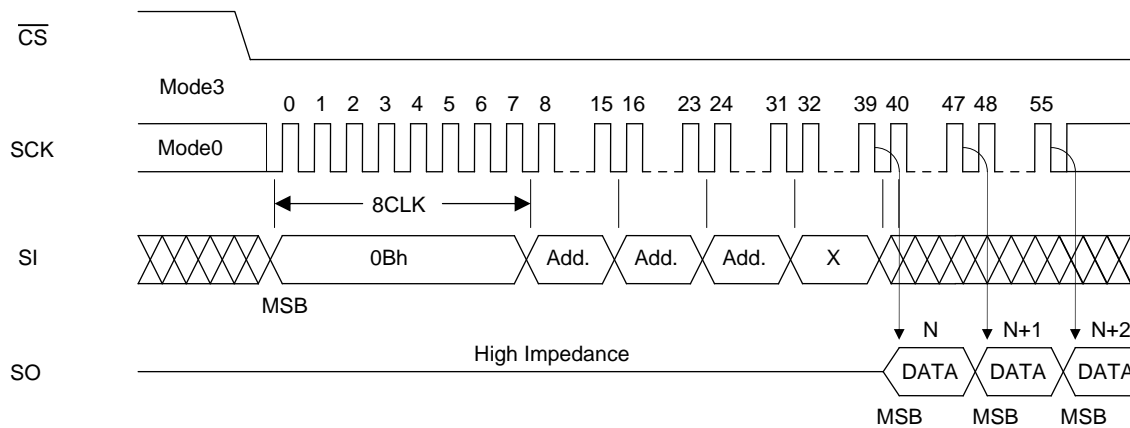 CS
Mode3
0 1 2 3 4 5 6 7 8 15 16 23 24 31 32 39 40 47 48 55
SCK
Mode0
8CLK
SI
0Bh Add. Add. Add. X
MSB
N N+1 N+2
High Impedance
SO
DATA DATA DATA
MSB MSB MSB